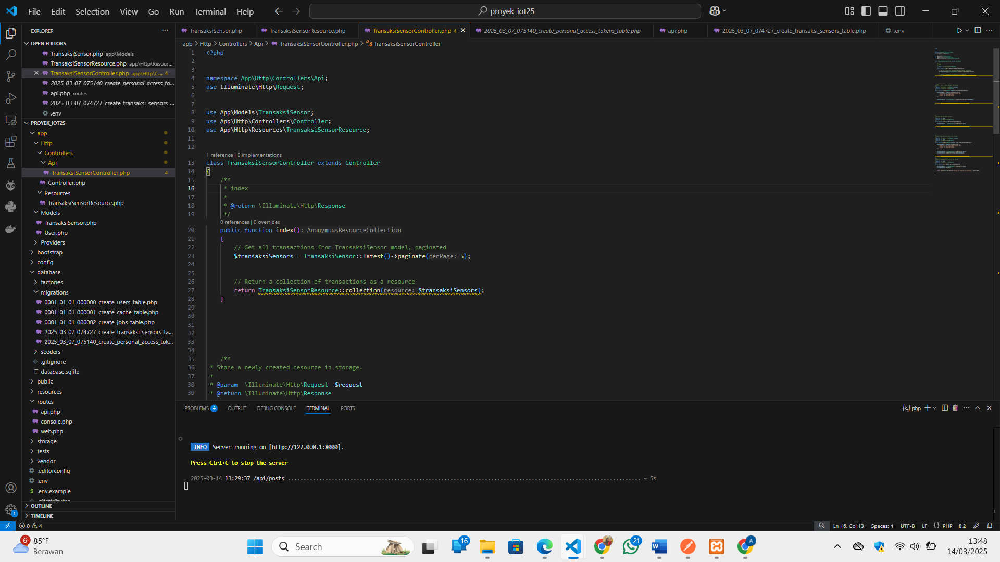 File Edit Selection View Go Run Terminal Help
proyek_iot25
EXPLORER
OPEN EDITORS
TransaksiSensor.php app\Models
TransaksiSensorResource.php app\Http\Resour...
TransaksiSensorController.php app\Http\C... 4
2025_03_07_075140_create_personal_access_to...
api.php routes
2025_03_07_074727_create_transaksi_sensors_...
.env
PROYEK_IOT25
app
Http
Controllers
Api
TransaksiSensorController.php 4
Controller.php
Resources
TransaksiSensorResource.php
Models
TransaksiSensor.php
User.php
Providers
bootstrap
config
database
factories
migrations
0001_01_01_000000_create_users_table.php
0001_01_01_000001_create_cache_table.php
0001_01_01_000002_create_jobs_table.php
2025_03_07_074727_create_transaksi_sensors_ta...
2025_03_07_075140_create_personal_access_tok...
seeders
.gitignore
database.sqlite
public
resources
routes
api.php
console.php
web.php
storage
tests
vendor
.editorconfig
.env
.env.example
.gitattributes
OUTLINE
TIMELINE
TransaksiSensor.php TransaksiSensorResource.php TransaksiSensorController.php 4 2025_03_07_075140_create_personal_access_tokens_table.php api.php 2025_03_07_074727_create_transaksi_sensors_table.php .env
app > Http > Controllers > Api > TransaksiSensorController.php > TransaksiSensorController
1 <?php
2
3
4 namespace App\Http\Controllers\Api;
5 use Illuminate\Http\Request;
6
7
8 use App\Models\TransaksiSensor;
9 use App\Http\Controllers\Controller;
10 use App\Http\Resources\TransaksiSensorResource;
11
12
1 reference | 0 implementations
13 class TransaksiSensorController extends Controller
14 {
15 /**
16 * index
17 *
18 * @return \Illuminate\Http\Response
19 */
0 references | 0 overrides
20 public function index(): AnonymousResourceCollection
21 {
22 // Get all transactions from TransaksiSensor model, paginated
23 $transaksiSensors = TransaksiSensor::latest()->paginate(perPage: 5);
24
25
26 // Return a collection of transactions as a resource
27 return TransaksiSensorResource::collection(resource: $transaksiSensors);
28 }
29
30
31
32
33
34
35 /**
36 * Store a newly created resource in storage.
37 *
38 * @param \Illuminate\Http\Request $request
39 * @return \Illuminate\Http\Response
PROBLEMS 4 OUTPUT DEBUG CONSOLE TERMINAL PORTS
php
INFO Server running on [http://127.0.0.1:8000].
Press Ctrl+C to stop the server
2025-03-14 13:29:37 /api/posts ........................................ ~ 5s
1
0 4
Ln 16, Col 13 Spaces: 4 UTF-8 LF PHP 8.2
6
85°F
Berawan
Search
16
21
A
13:48
14/03/2025